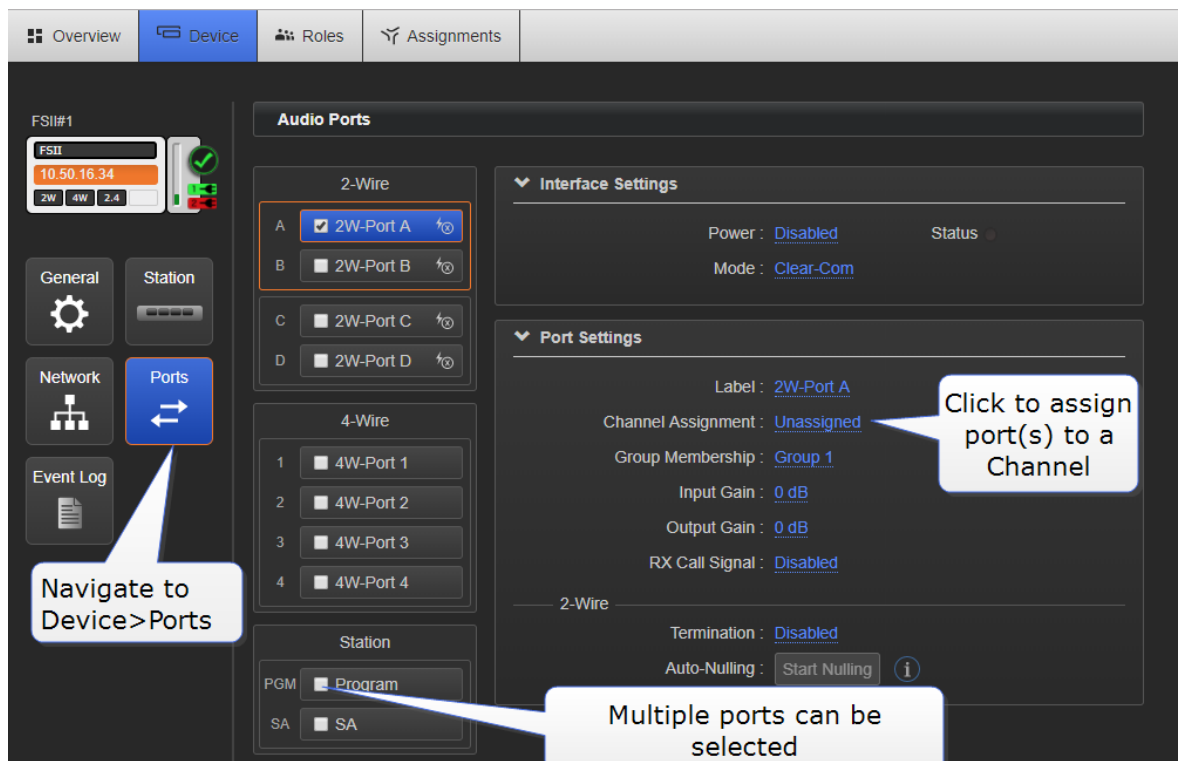 Overview Device Roles Assignments
FSII#1
FSII
10.50.16.34
2W 4W 2.4
1
2
General Station
Network Ports
Event Log
Navigate to
Device>Ports
Audio Ports
2-Wire
A 2W-Port A
B 2W-Port B
C 2W-Port C
D 2W-Port D
4-Wire
1 4W-Port 1
2 4W-Port 2
3 4W-Port 3
4 4W-Port 4
Station
PGM Program
SA SA
Interface Settings
Power : Disabled Status
Mode : Clear-Com
Port Settings
Label : 2W-Port A
Channel Assignment : Unassigned
Group Membership : Group 1
Input Gain : 0 dB
Output Gain : 0 dB
RX Call Signal : Disabled
2-Wire
Termination : Disabled
Auto-Nulling : Start Nulling i
Click to assign
port(s) to a
Channel
Multiple ports can be
selected